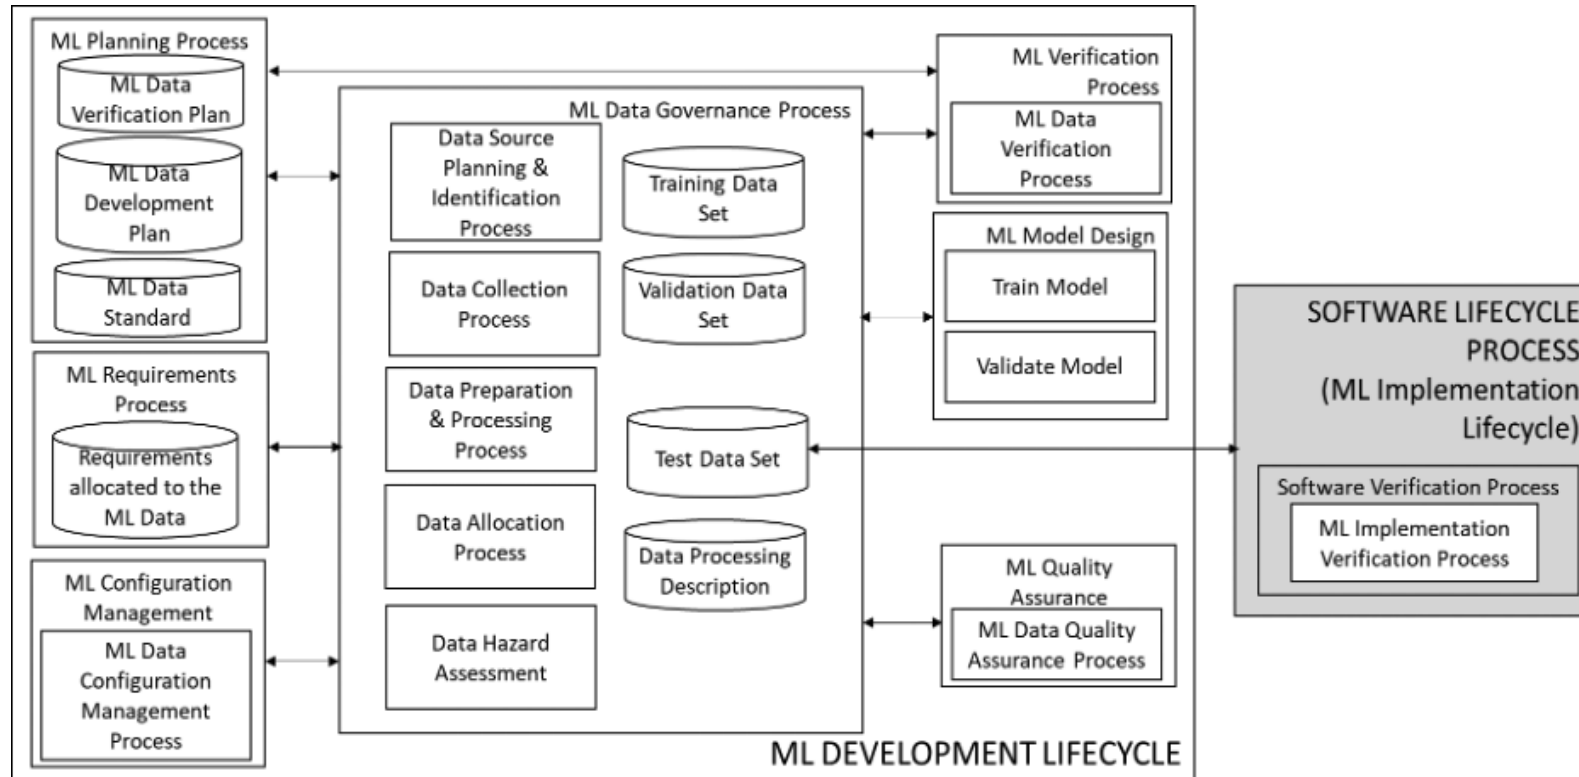 ML Planning Process
ML Data
Verification Plan
ML Data
Development
Plan
ML Data
Standard
ML Requirements
Process
Requirements
allocated to the
ML Data
ML Configuration
Management
ML Data
Configuration
Management
Process
ML Data Governance Process
Data Source
Planning &
Identification
Process
Data Collection
Process
Data Preparation
& Processing
Process
Data Allocation
Process
Data Hazard
Assessment
Training Data
Set
Validation Data
Set
Test Data Set
Data Processing
Description
ML Verification
Process
ML Data
Verification
Process
ML Model Design
Train Model
Validate Model
ML Quality
Assurance
ML Data Quality
Assurance Process
ML DEVELOPMENT LIFECYCLE
SOFTWARE LIFECYCLE
PROCESS
(ML Implementation
Lifecycle)
Software Verification Process
ML Implementation
Verification Process